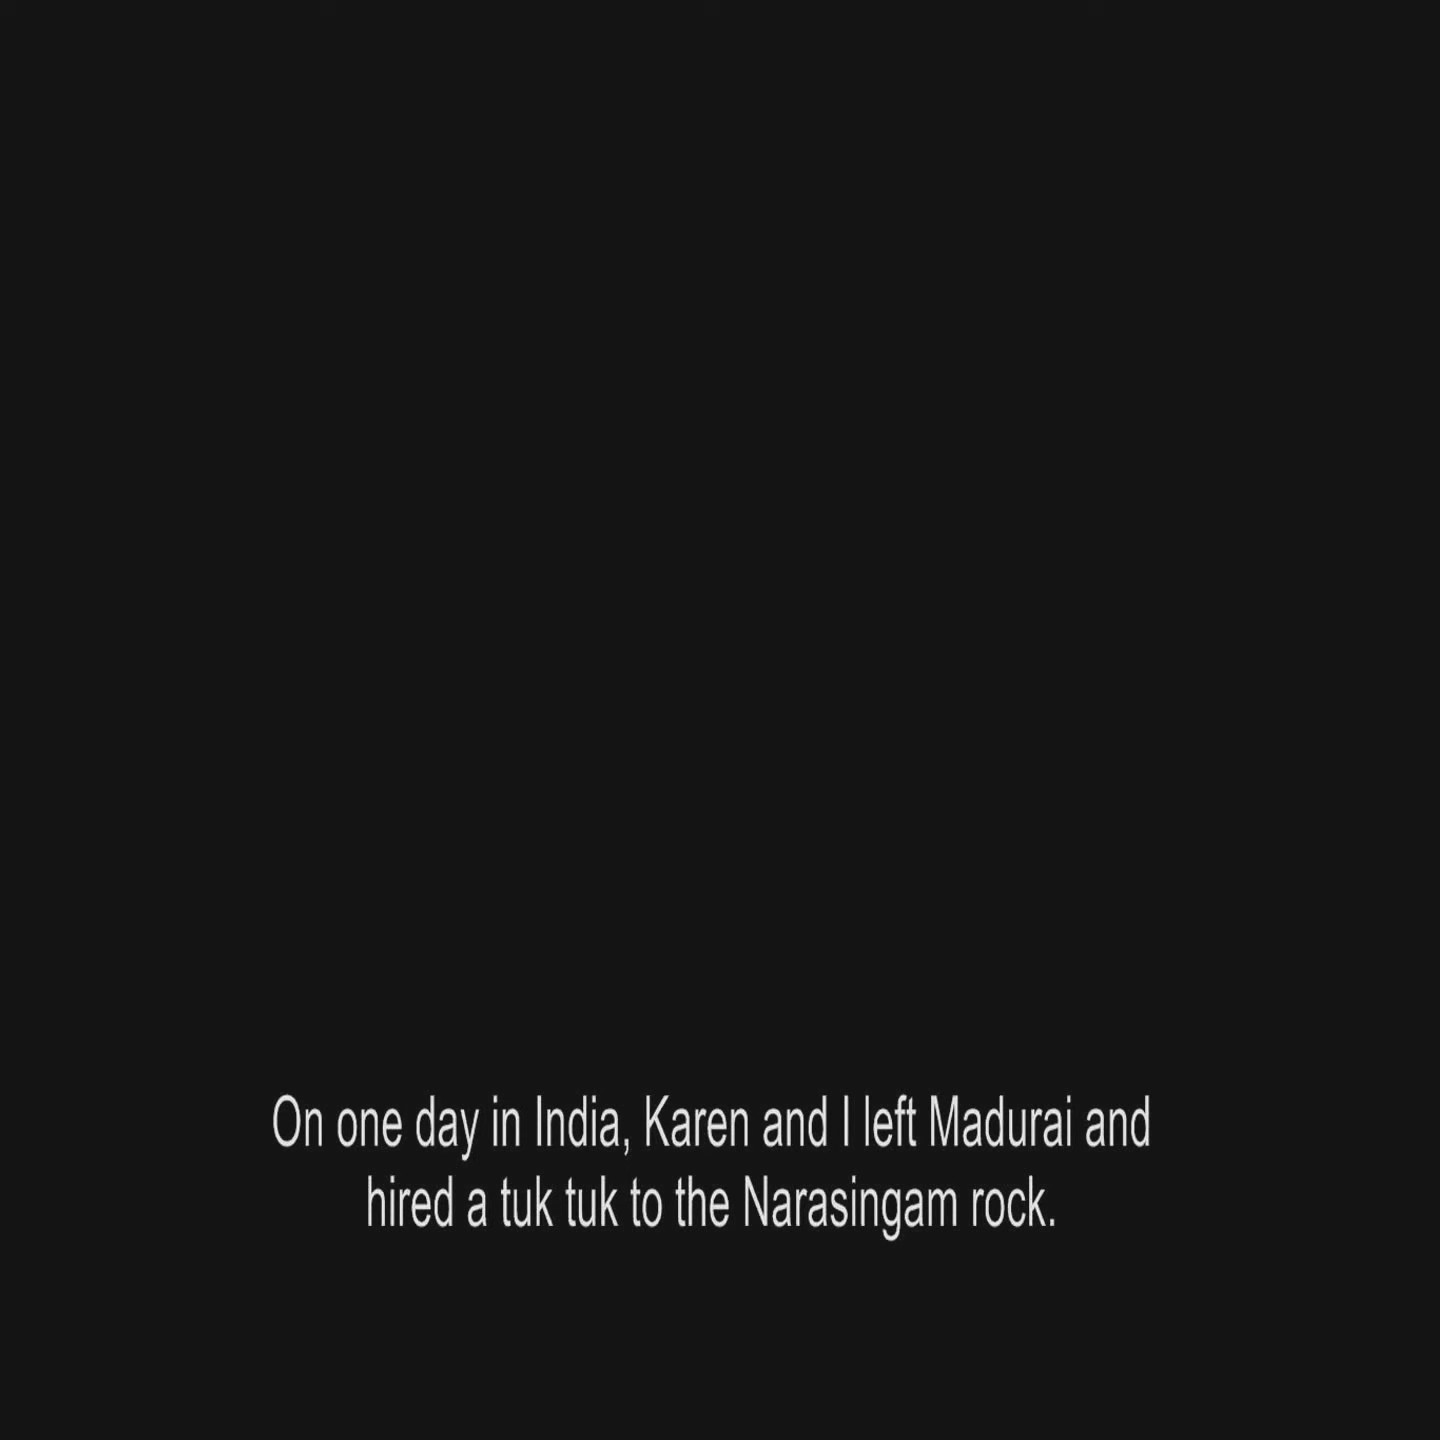 On one day in India, Karen and I left Madurai and
hired a tuk tuk to the Narasingam rock.